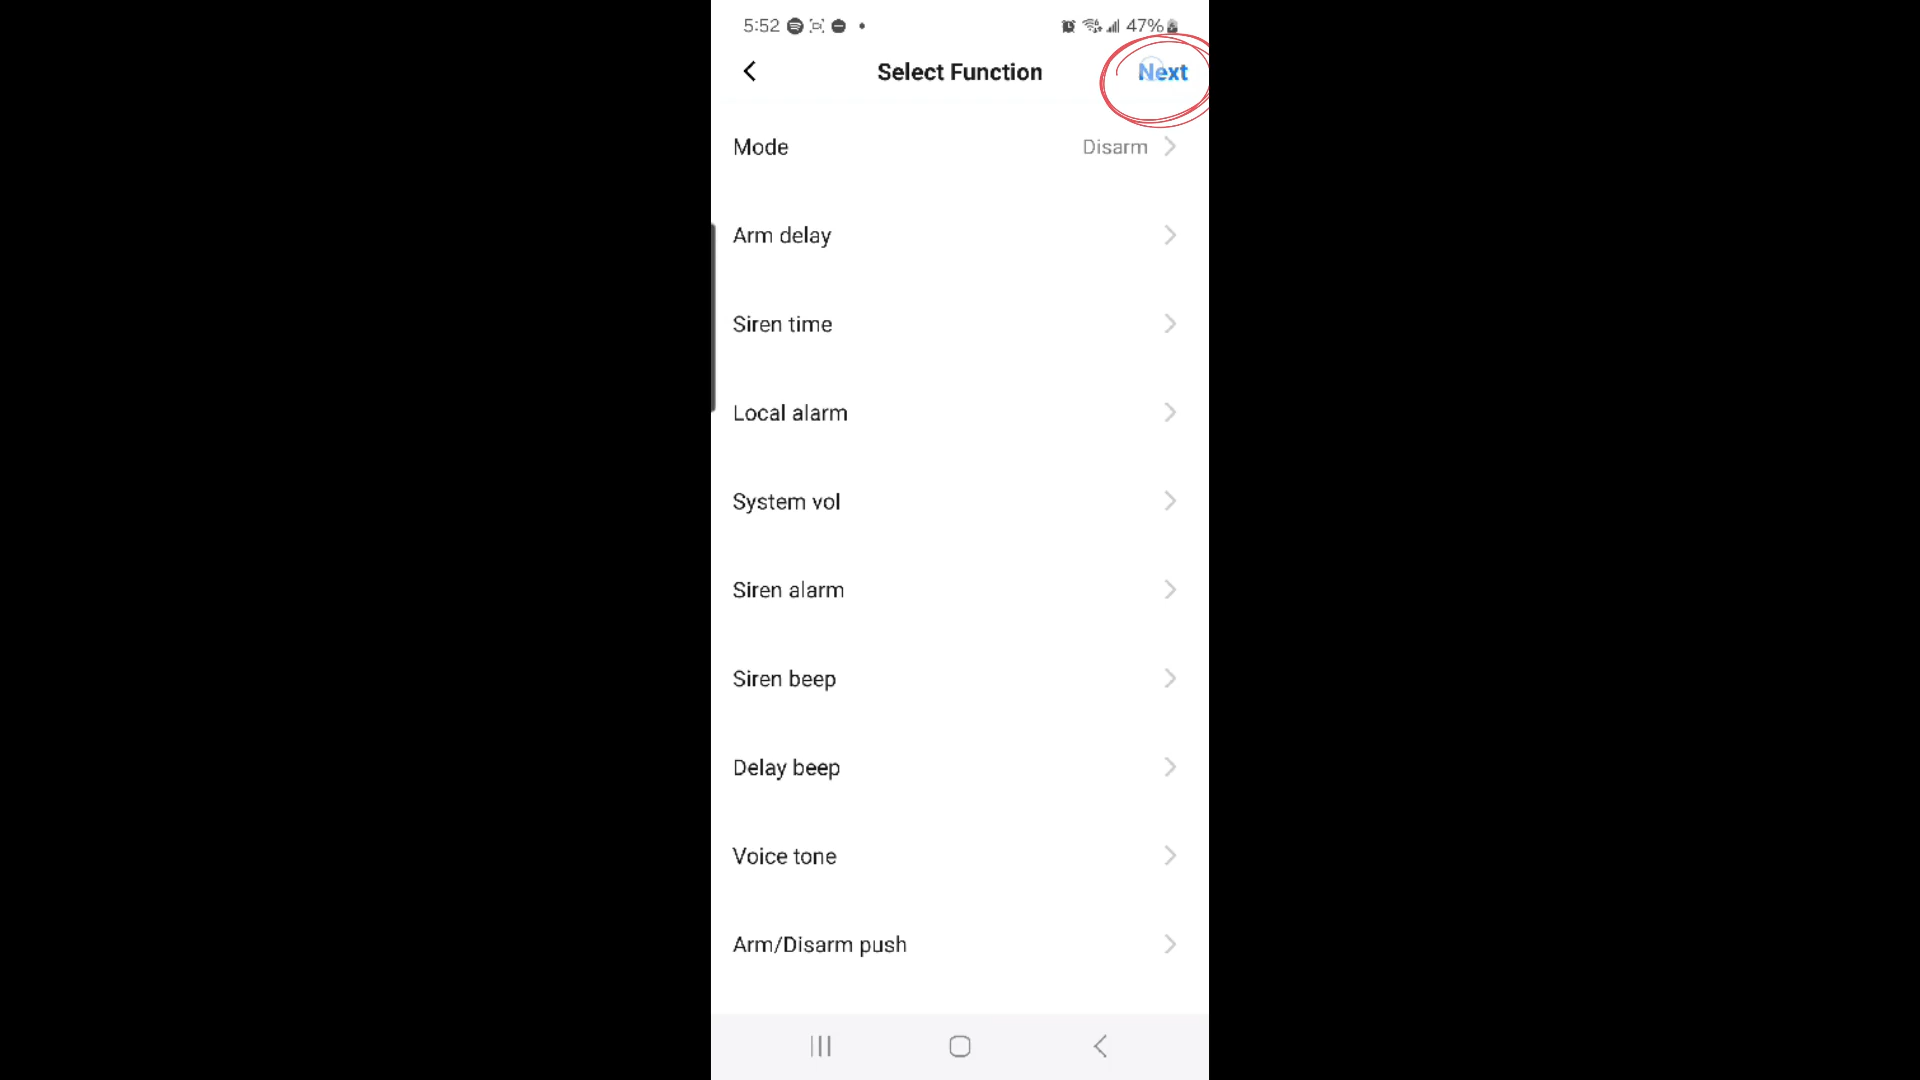 5:52 47%
Select Function Next
Mode Disarm
Arm delay
Siren time
Local alarm
System vol
Siren alarm
Siren beep
Delay beep
Voice tone
Arm/Disarm push